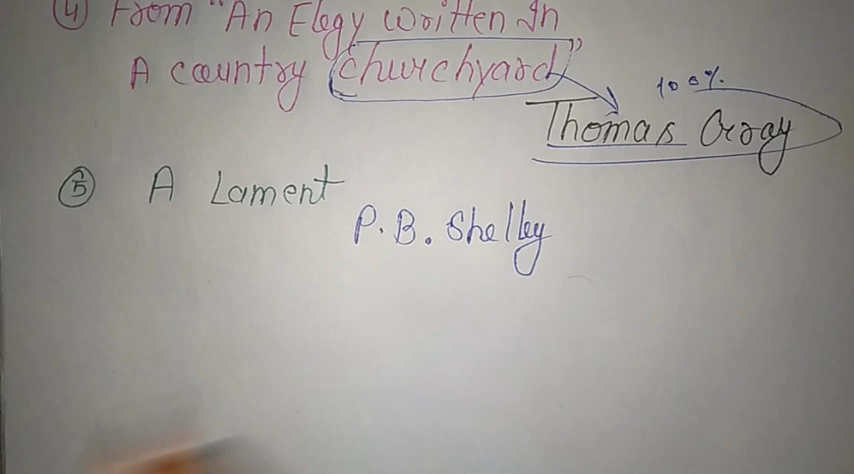 ④ From "An Elegy Written In
A country churchyard"
100%
Thomas Gray
⑤ A Lament
P. B. Shelley